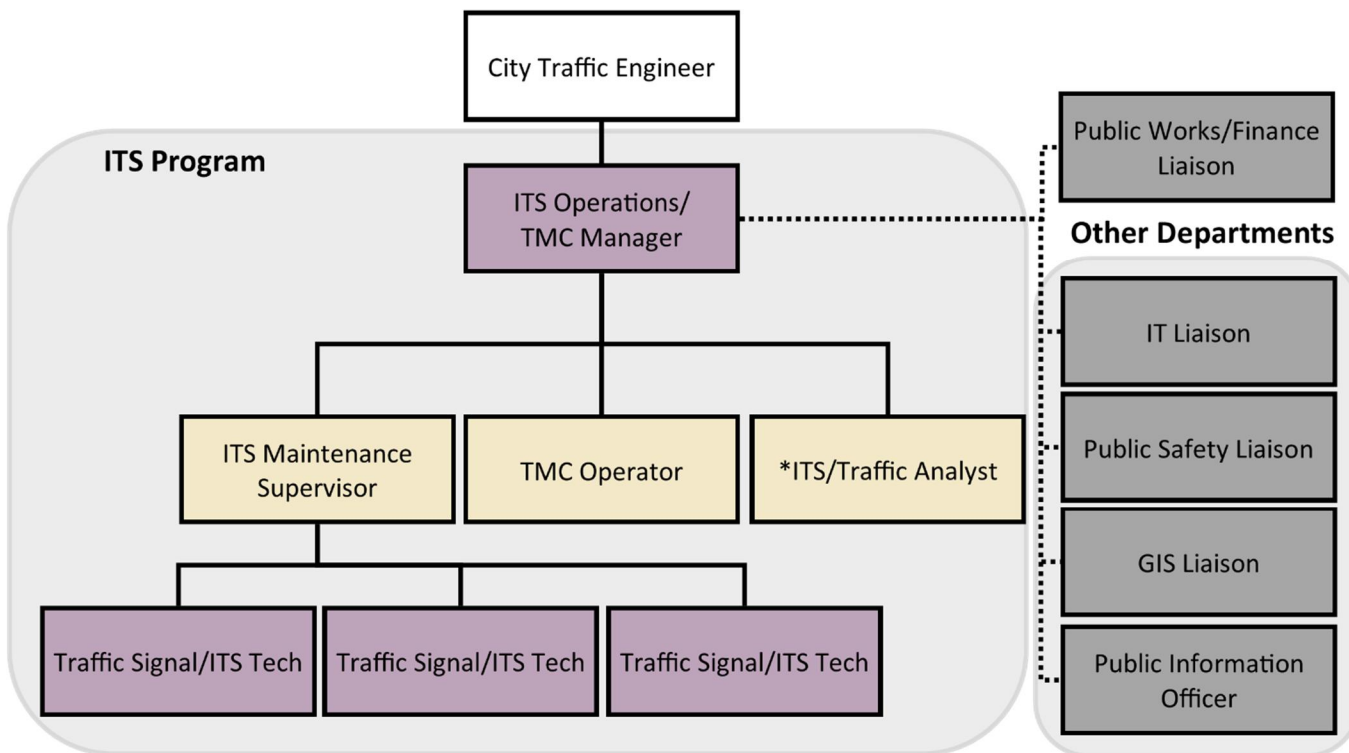 City Traffic Engineer
ITS Program
ITS Operations/
TMC Manager
ITS Maintenance
Supervisor
TMC Operator
*ITS/Traffic Analyst
Traffic Signal/ITS Tech
Traffic Signal/ITS Tech
Traffic Signal/ITS Tech
Public Works/Finance
Liaison
Other Departments
IT Liaison
Public Safety Liaison
GIS Liaison
Public Information
Officer